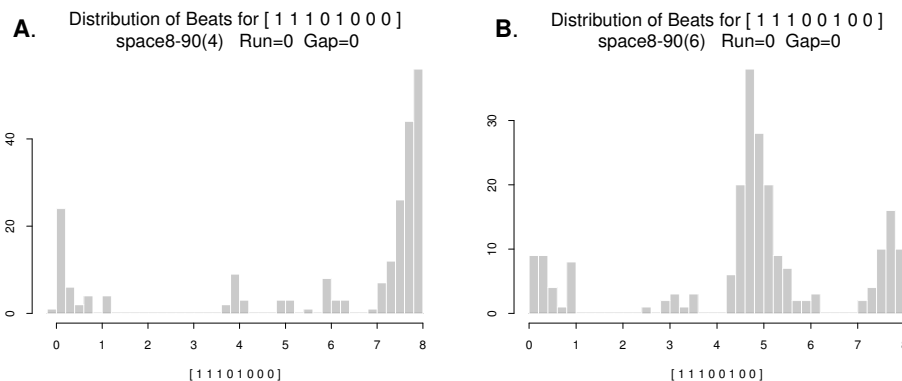 A.
Distribution of Beats for [ 1 1 1 0 1 0 0 0 ]
space8-90(4) Run=0 Gap=0
40
20
0
0 1 2 3 4 5 6 7 8
[ 1 1 1 0 1 0 0 0 ]
B.
Distribution of Beats for [ 1 1 1 0 0 1 0 0 ]
space8-90(6) Run=0 Gap=0
30
20
10
0
0 1 2 3 4 5 6 7
[ 1 1 1 0 0 1 0 0 ]